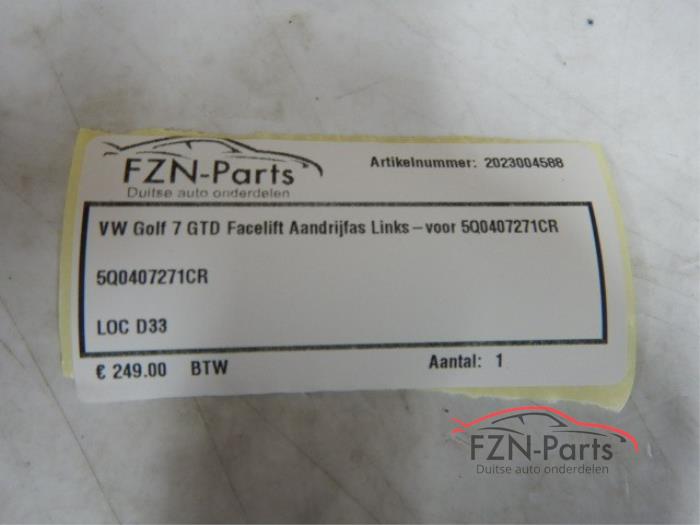 FZN-Parts
Duitse auto onderdelen
Artikelnummer: 2023004588
VW Golf 7 GTD Facelift Aandrijfas Links-voor 5Q0407271CR
5Q0407271CR
LOC D33
€ 249.00 BTW
Aantal: 1
FZN-Parts
Duitse auto onderdelen